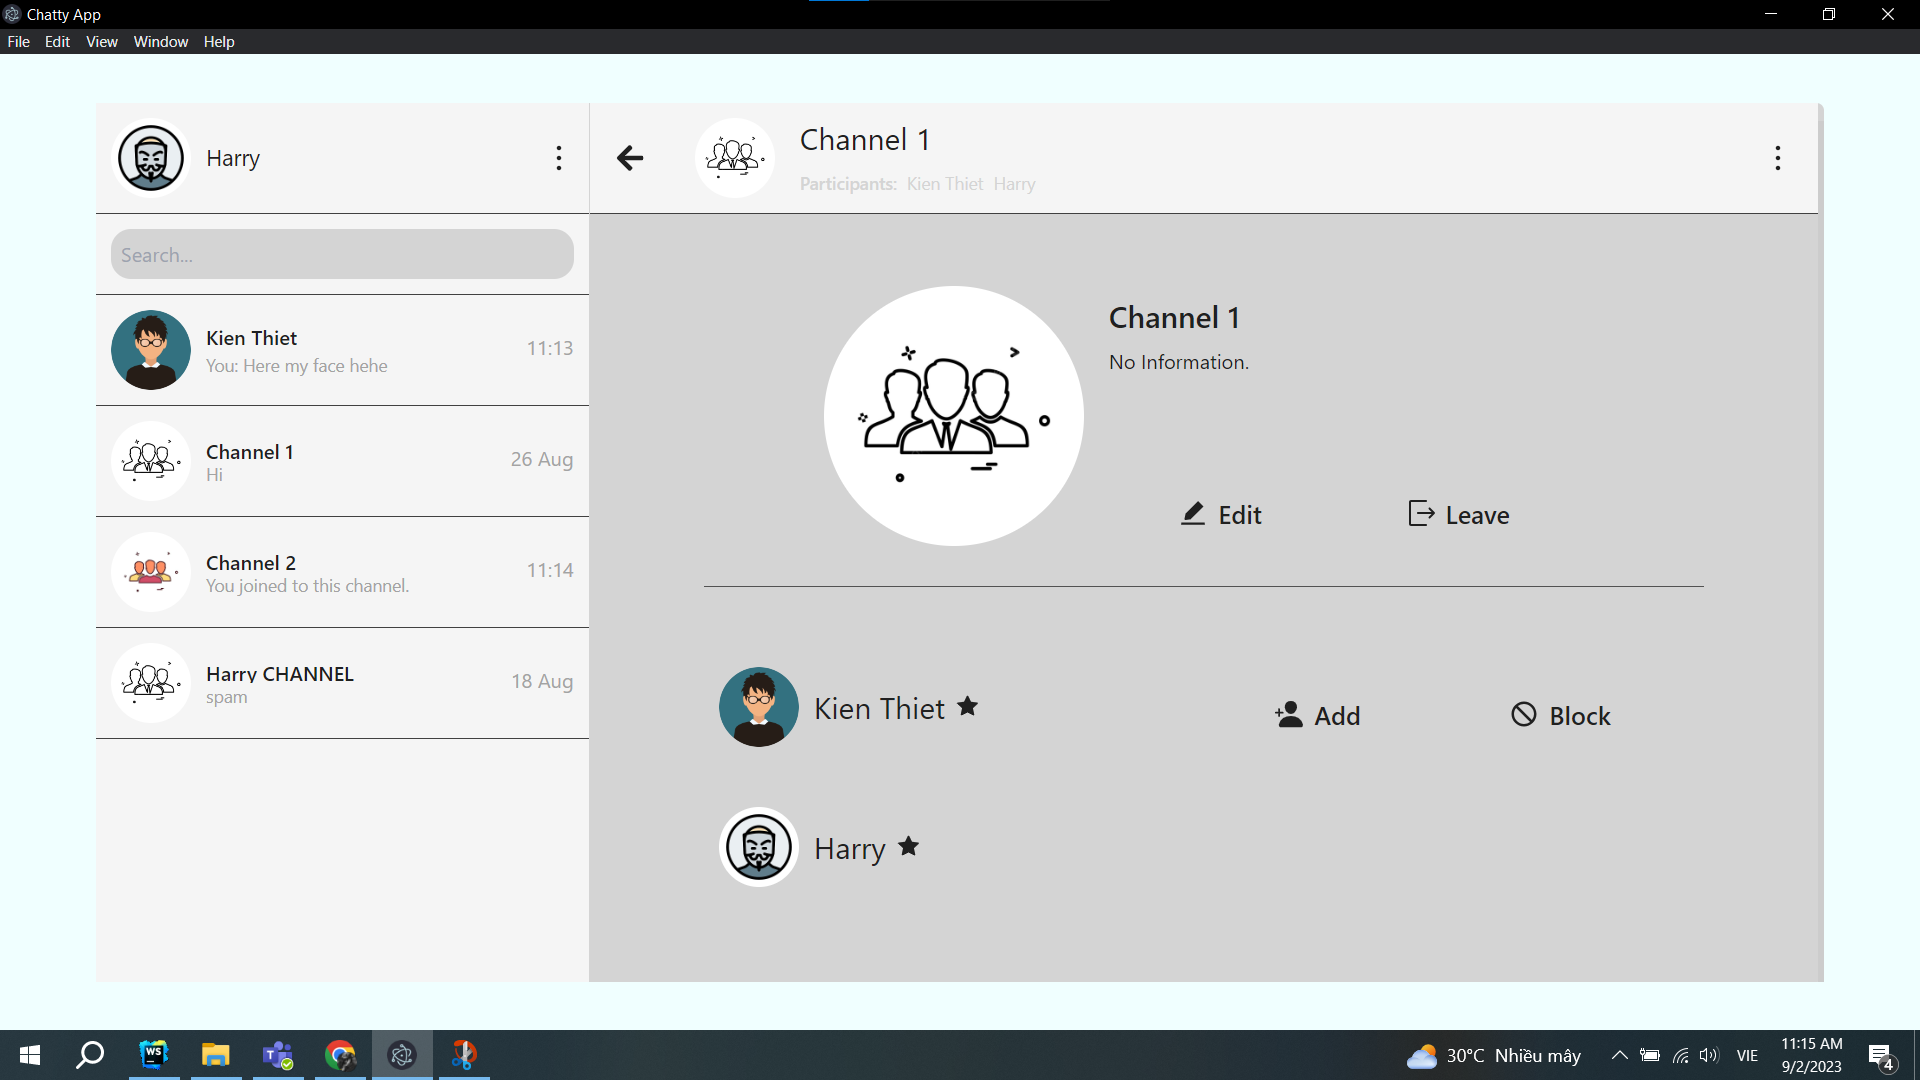 Chatty App
File Edit View Window Help
Harry
Channel 1
Participants: Kien Thiet Harry
Search...
Kien Thiet
You: Here my face hehe
11:13
Channel 1
Hi
26 Aug
Channel 2
You joined to this channel.
11:14
Harry CHANNEL
spam
18 Aug
Channel 1
No Information.
Edit Leave
Kien Thiet
Add Block
Harry
WS
T
30°C Nhiều mây
VIE
11:15 AM
9/2/2023
4